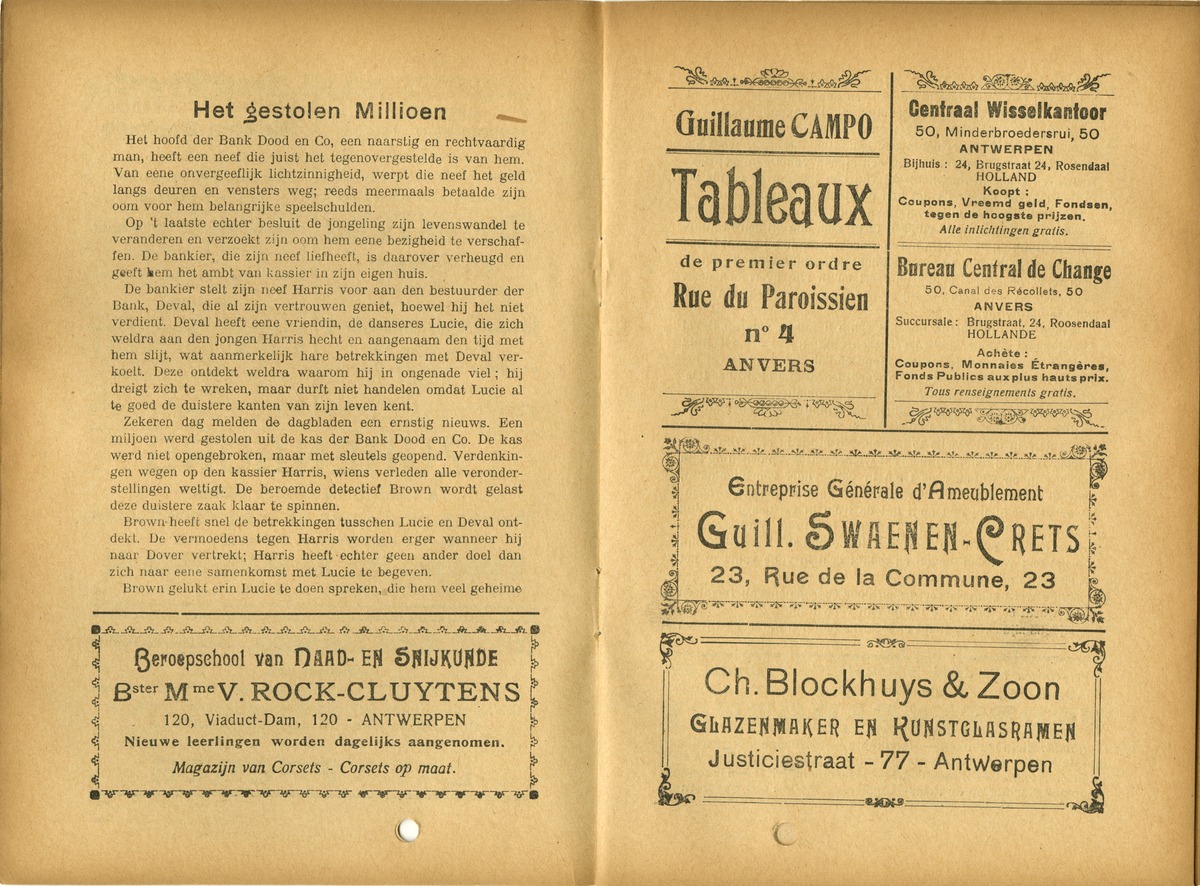 Het gestolen Millioen
Het hoofd der Bank Dood en Co, een naarstig en rechtvaardig
man, heeft een neef die juist het tegenovergestelde is van hem.
Van eene onvergeeflijk lichtzinnigheid, werpt die neef het geld
langs deuren en vensters weg; reeds meermaals betaalde zijn
oom voor hem belangrijke speelschulden.
Op 't laatste echter besluit de jongeling zijn levenswandel te
veranderen en verzoekt zijn oom hem eene bezigheid te verschaf-
fen. De bankier, die zijn neef liefheeft, is daarover verheugd en
geeft hem het ambt van kassier in zijn eigen huis.
De bankier stelt zijn neef Harris voor aan den bestuurder der
Bank, Deval, die al zijn vertrouwen geniet, hoewel hij het niet
verdient. Deval heeft eene vriendin, de danseres Lucie, die zich
weldra aan den jongen Harris hecht en aangenaam den tijd met
hem slijt, wat aanmerkelijk hare betrekkingen met Deval ver-
koelt. Deze ontdekt weldra waarom hij in ongenade viel; hij
dreigt zich te wreken, maar durft niet handelen omdat Lucie al
te goed de duistere kanten van zijn leven kent.
Zekeren dag melden de dagbladen een ernstig nieuws. Een
miljoen werd gestolen uit de kas der Bank Dood en Co. De kas
werd niet opengebroken, maar met sleutels geopend. Verdenkin-
gen wegen op den kassier Harris, wiens verleden alle veronder-
stellingen wettigt. De beroemde detectief Brown wordt gelast
deze duistere zaak klaar te spinnen.
Brown heeft snel de betrekkingen tusschen Lucie en Deval ont-
dekt. De vermoedens tegen Harris worden erger wanneer hij
naar Dover vertrekt; Harris heeft echter geen ander doel dan
zich naar eene samenkomst met Lucie te begeven.
Brown gelukt erin Lucie te doen spreken, die hem veel geheime
Beroepschool van NAAD- EN SNIJKUNDE
Bster Mme V. ROCK-CLUYTENS
120, Viaduct-Dam, 120 - ANTWERPEN
Nieuwe leerlingen worden dagelijks aangenomen.
Magazijn van Corsets - Corsets op maat.
Guillaume CAMPO
Tableaux
de premier ordre
Rue du Paroissien
n° 4
ANVERS
Centraal Wisselkantoor
50, Minderbroedersrui, 50
ANTWERPEN
Bijhuis : 24, Brugstraat 24, Rosendaal
HOLLAND
Koopt :
Coupons, Vreemd geld, Fondsen,
tegen de hoogste prijzen.
Alle inlichtingen gratis.
Bureau Central de Change
50, Canal des Récollets, 50
ANVERS
Succursale : Brugstraat, 24, Roosendaal
HOLLANDE
Achète :
Coupons, Monnaies Étrangères,
Fonds Publics aux plus hauts prix.
Tous renseignements gratis.
Entreprise Générale d'Ameublement
Guill. SWAENEN-CRETS
23, Rue de la Commune, 23
Ch. Blockhuys & Zoon
GLAZENMAKER EN KUNSTGLASRAMEN
Justiciestraat - 77 - Antwerpen